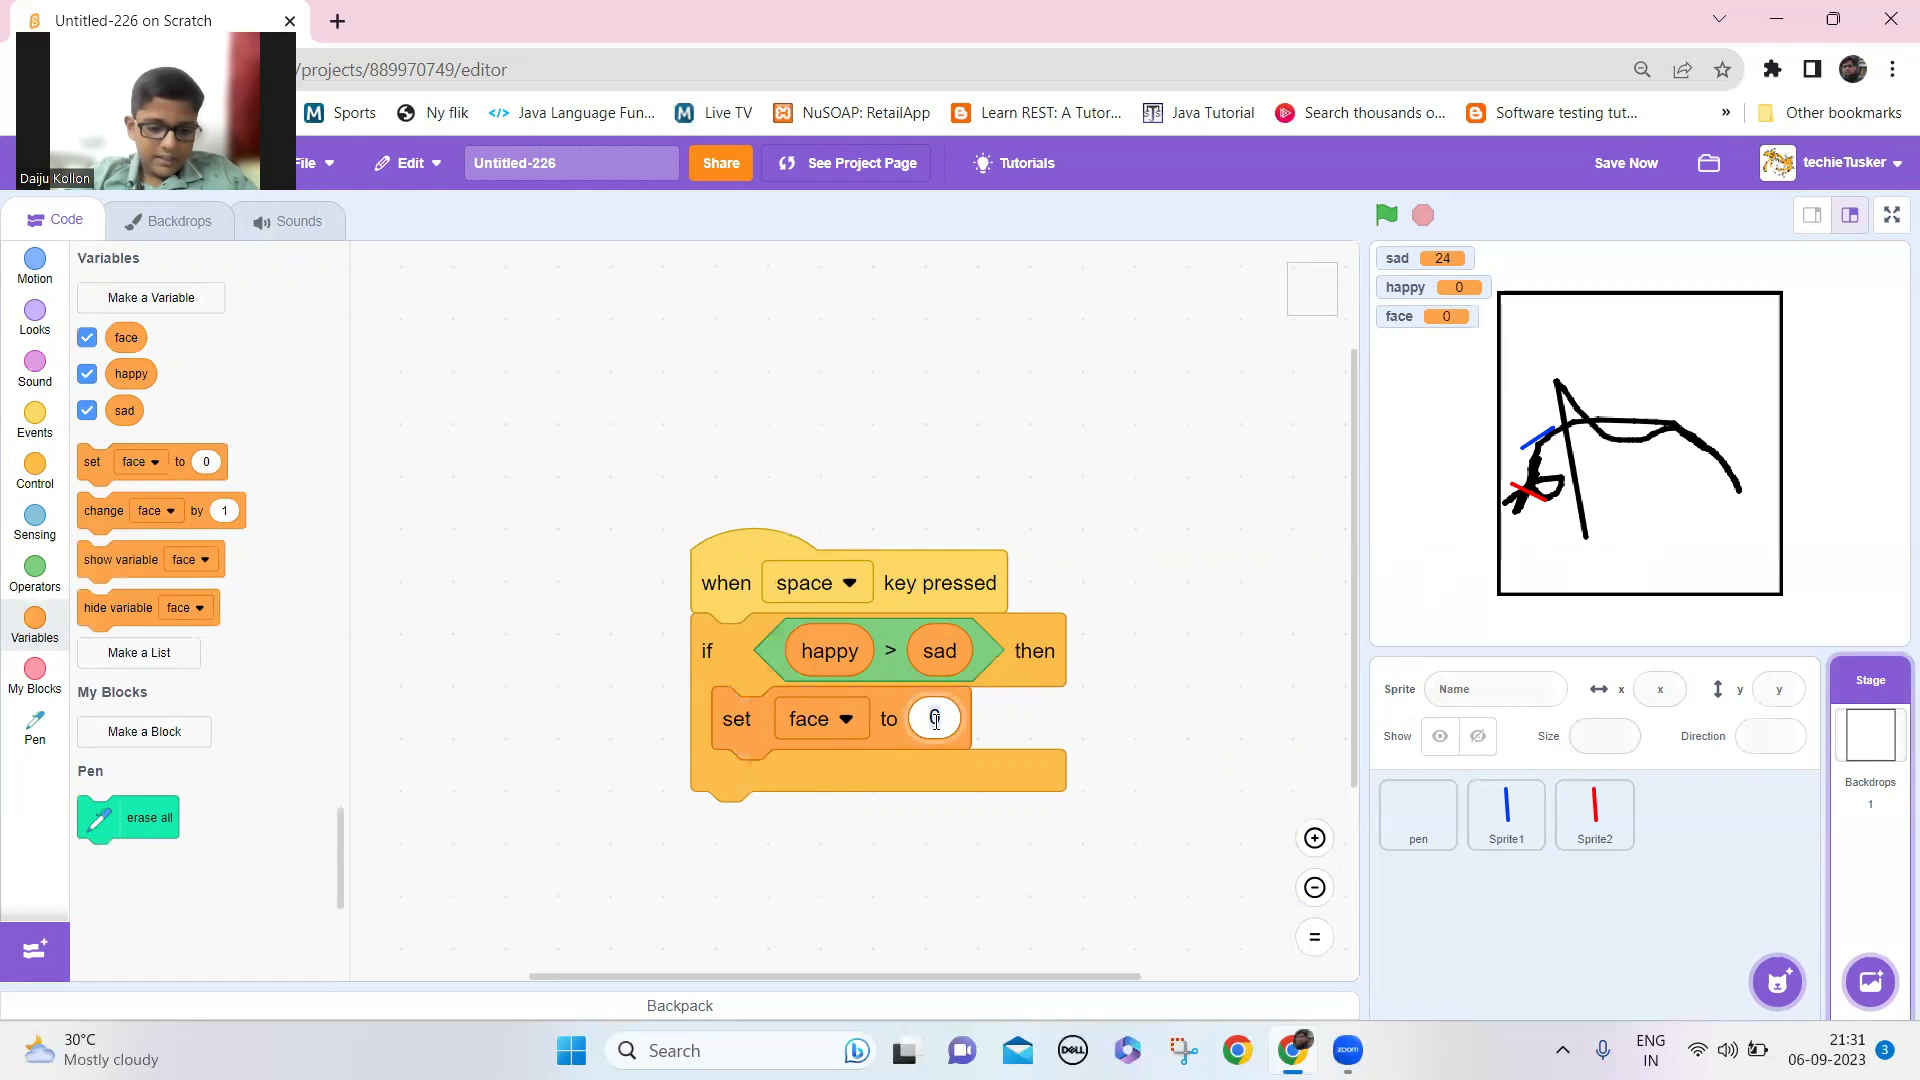 Untitled-226 on Scratch
/projects/889970749/editor
Sports
Ny flik
Java Language Fun...
Live TV
NuSOAP: RetailApp
Learn REST: A Tutor...
Java Tutorial
Search thousands o...
Software testing tut...
»
Other bookmarks
Daiju Kollon
File
Edit
Untitled-226
Share
See Project Page
Tutorials
Save Now
techieTusker
Code
Backdrops
Sounds
Motion
Looks
Sound
Events
Control
Sensing
Operators
Variables
My Blocks
Pen
Variables
Make a Variable
face
happy
sad
set face to 0
change face by 1
show variable face
hide variable face
Make a List
My Blocks
Make a Block
Pen
erase all
when space key pressed
if happy > sad then
set face to
Backpack
sad 24
happy 0
face 0
Sprite Name x x y y
Show Size Direction
pen
Sprite1
Sprite2
Stage
Backdrops
1
30°C
Mostly cloudy
Search
DELL
zoom
ENG
IN
21:31
06-09-2023
3